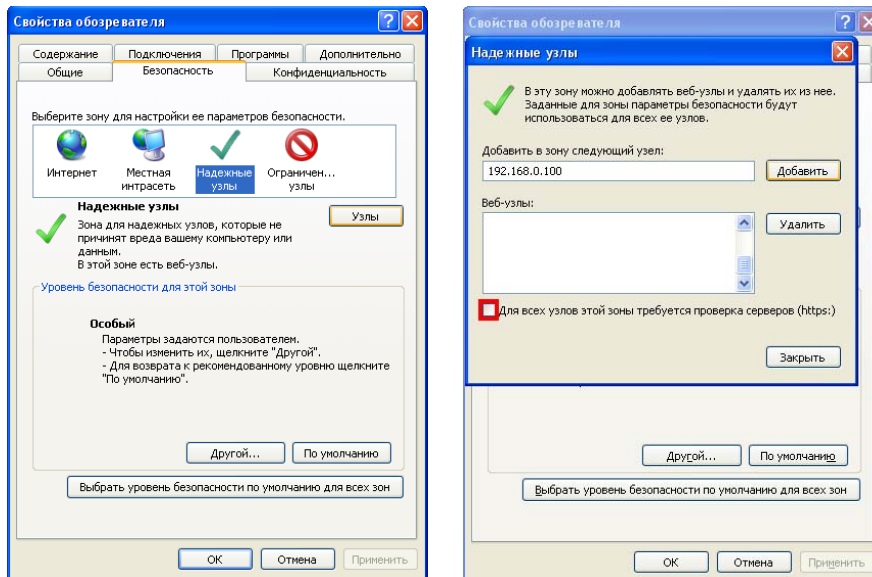 Свойства обозревателя
Содержание Подключения Программы Дополнительно
Общие Безопасность Конфиденциальность
Выберите зону для настройки ее параметров безопасности.
Интернет Местная интрасеть Надежные узлы Ограничен... узлы
Надежные узлы
Узлы
Зона для надежных узлов, которые не
причинят вреда вашему компьютеру или
данным.
В этой зоне есть веб-узлы.
Уровень безопасности для этой зоны
Особый
Параметры задаются пользователем.
- Чтобы изменить их, щелкните "Другой".
- Для возврата к рекомендованному уровню щелкните
"По умолчанию".
Другой... По умолчанию
Выбрать уровень безопасности по умолчанию для всех зон
OK Отмена Применить
Свойства обозревателя
Надежные узлы
В эту зону можно добавлять веб-узлы и удалять их из нее.
Заданные для зоны параметры безопасности будут
использоваться для всех ее узлов.
Добавить в зону следующий узел:
192.168.0.100 Добавить
Веб-узлы:
Удалить
Для всех узлов этой зоны требуется проверка серверов (https:)
Закрыть
Другой... По умолчанию
Выбрать уровень безопасности по умолчанию для всех зон
OK Отмена Применить